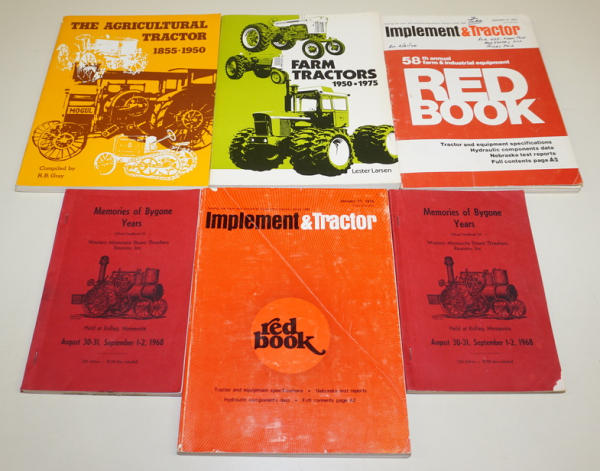 THE AGRICULTURAL
TRACTOR
1855-1950
MOGUL
Compiled by
R.B. Gray
FARM
TRACTORS
1950-1975
Lester Larsen
Implement & Tractor
58th annual
farm & industrial equipment
RED
BOOK
Tractor and equipment specifications
Hydraulic components data
Nebraska test reports
Full contents page A2
Memories of Bygone
Years
Western Minnesota Steam Threshers
Reunion, Inc.
Held at Rollag, Minnesota
August 30-31, September 1-2, 1968
Implement & Tractor
red
book
Tractor and equipment specifications • Nebraska test reports
Hydraulic components data • Full contents page A2
Memories of Bygone
Years
Western Minnesota Steam Threshers
Reunion, Inc.
Held at Rollag, Minnesota
August 30-31, September 1-2, 1968